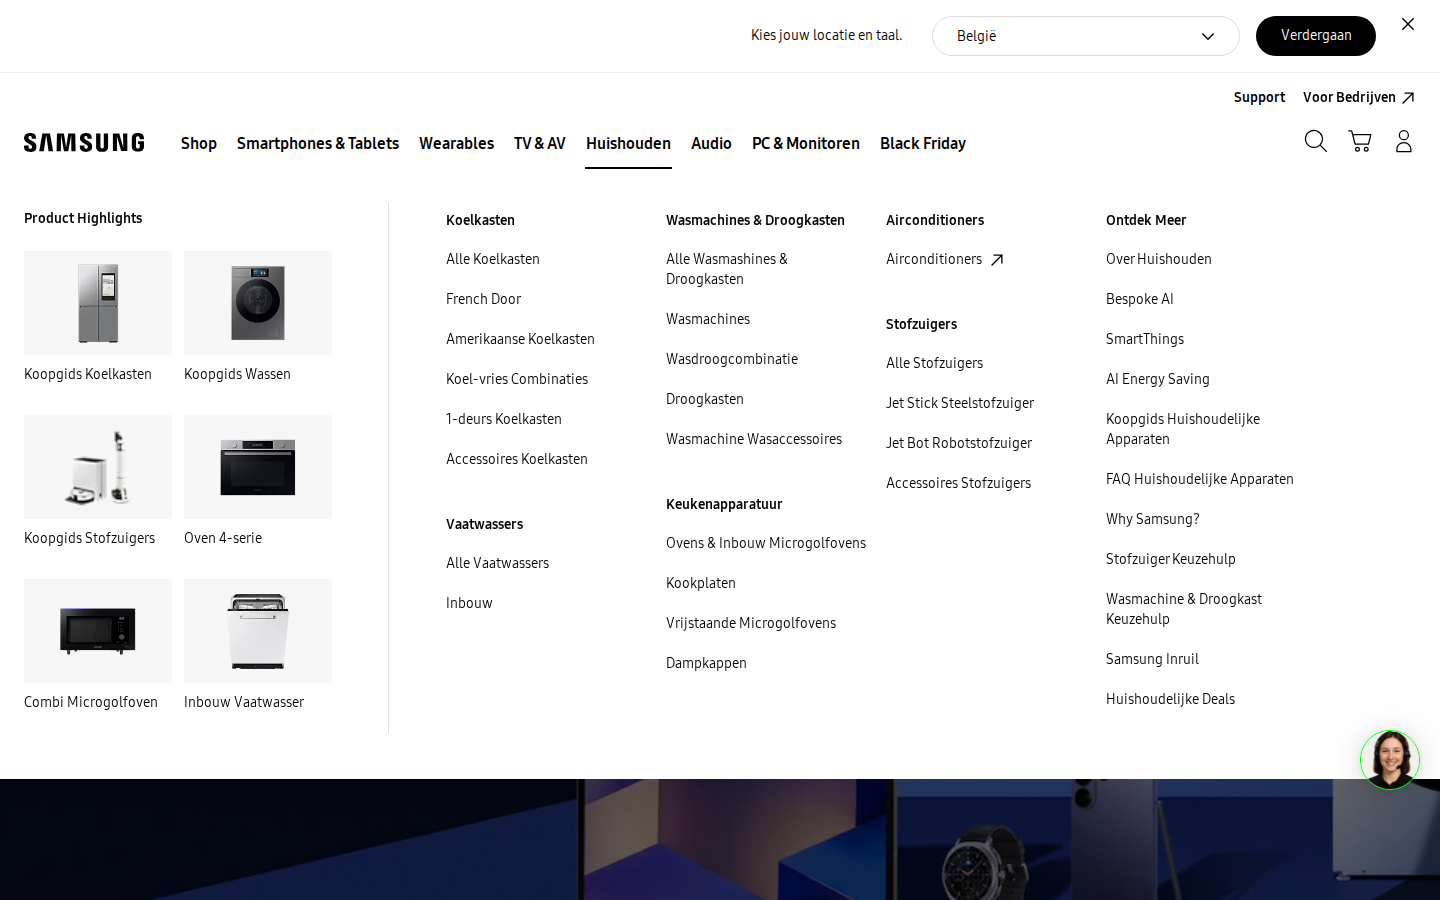 Kies jouw locatie en taal.
België
Verdergaan
Support
Voor Bedrijven
SAMSUNG
Shop
Smartphones & Tablets
Wearables
TV & AV
Huishouden
Audio
PC & Monitoren
Black Friday
Product Highlights
Koopgids Koelkasten
Koopgids Wassen
Koopgids Stofzuigers
Oven 4-serie
Combi Microgolfoven
Inbouw Vaatwasser
Koelkasten
Alle Koelkasten
French Door
Amerikaanse Koelkasten
Koel-vries Combinaties
1-deurs Koelkasten
Accessoires Koelkasten
Vaatwassers
Alle Vaatwassers
Inbouw
Wasmachines & Droogkasten
Alle Wasmashines &
Droogkasten
Wasmachines
Wasdroogcombinatie
Droogkasten
Wasmachine Wasaccessoires
Keukenapparatuur
Ovens & Inbouw Microgolfovens
Kookplaten
Vrijstaande Microgolfovens
Dampkappen
Airconditioners
Airconditioners
Stofzuigers
Alle Stofzuigers
Jet Stick Steelstofzuiger
Jet Bot Robotstofzuiger
Accessoires Stofzuigers
Ontdek Meer
Over Huishouden
Bespoke AI
SmartThings
AI Energy Saving
Koopgids Huishoudelijke
Apparaten
FAQ Huishoudelijke Apparaten
Why Samsung?
Stofzuiger Keuzehulp
Wasmachine & Droogkast
Keuzehulp
Samsung Inruil
Huishoudelijke Deals